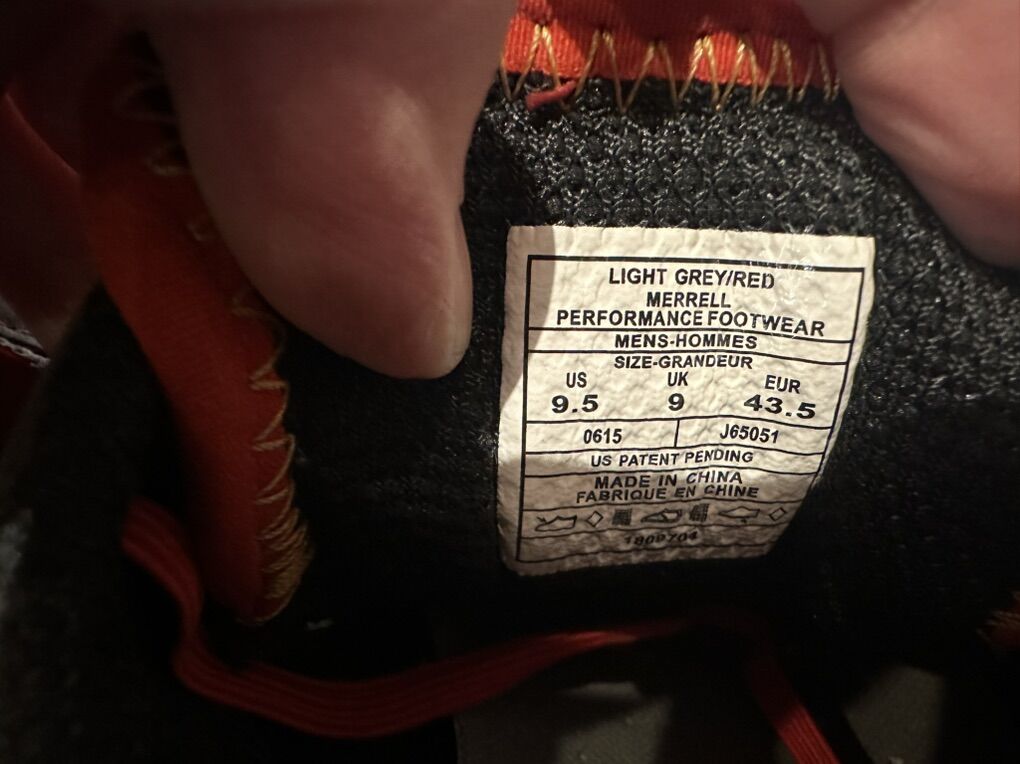 LIGHT GREY/RED
MERRELL
PERFORMANCE FOOTWEAR
MENS-HOMMES
SIZE-GRANDEUR
US UK EUR
9.5 9 43.5
0615 J65051
US PATENT PENDING
MADE IN CHINA
FABRIQUE EN CHINE